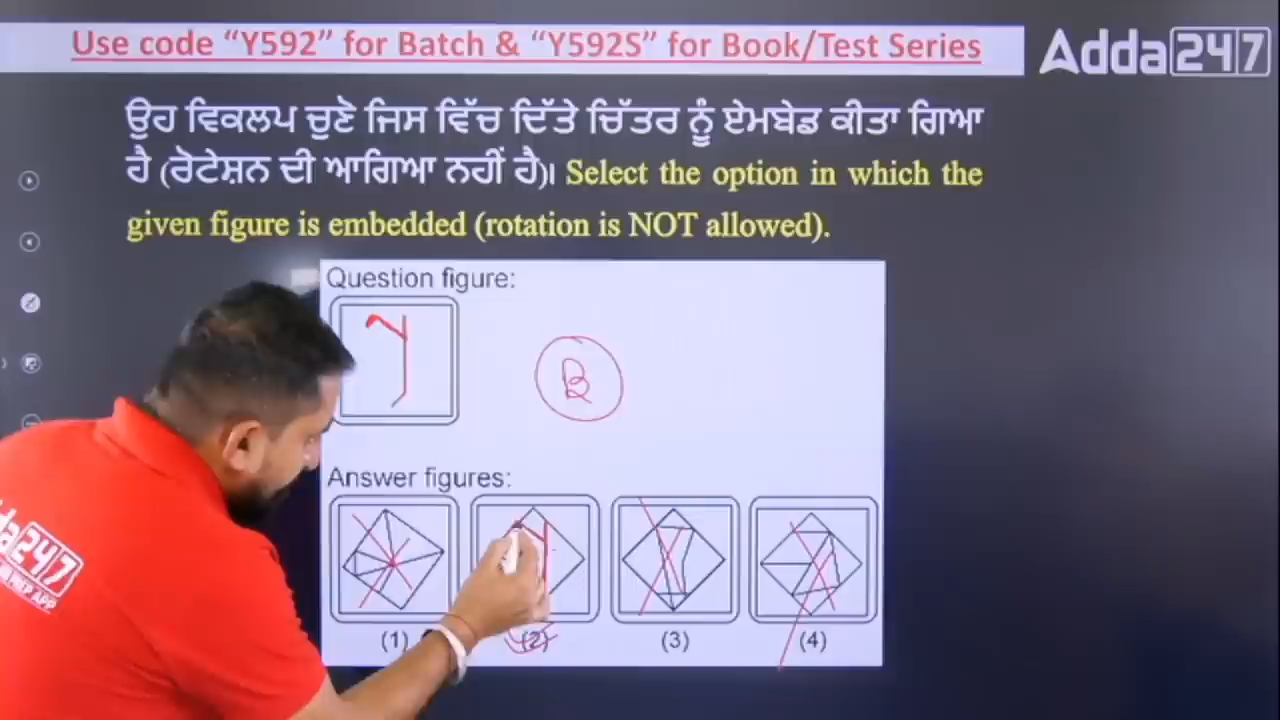 Use code “Y592” for Batch & “Y592S” for Book/Test Series
Adda247
ਉਹ ਵਿਕਲਪ ਚੁਣੋ ਜਿਸ ਵਿੱਚ ਦਿੱਤੇ ਚਿੱਤਰ ਨੂੰ ਏਮਬੇਡ ਕੀਤਾ ਗਿਆ
ਹੈ (ਰੋਟੇਸ਼ਨ ਦੀ ਆਗਿਆ ਨਹੀਂ ਹੈ)। Select the option in which the
given figure is embedded (rotation is NOT allowed).
Question figure:
B
Answer figures:
(1) (2) (3) (4)
247